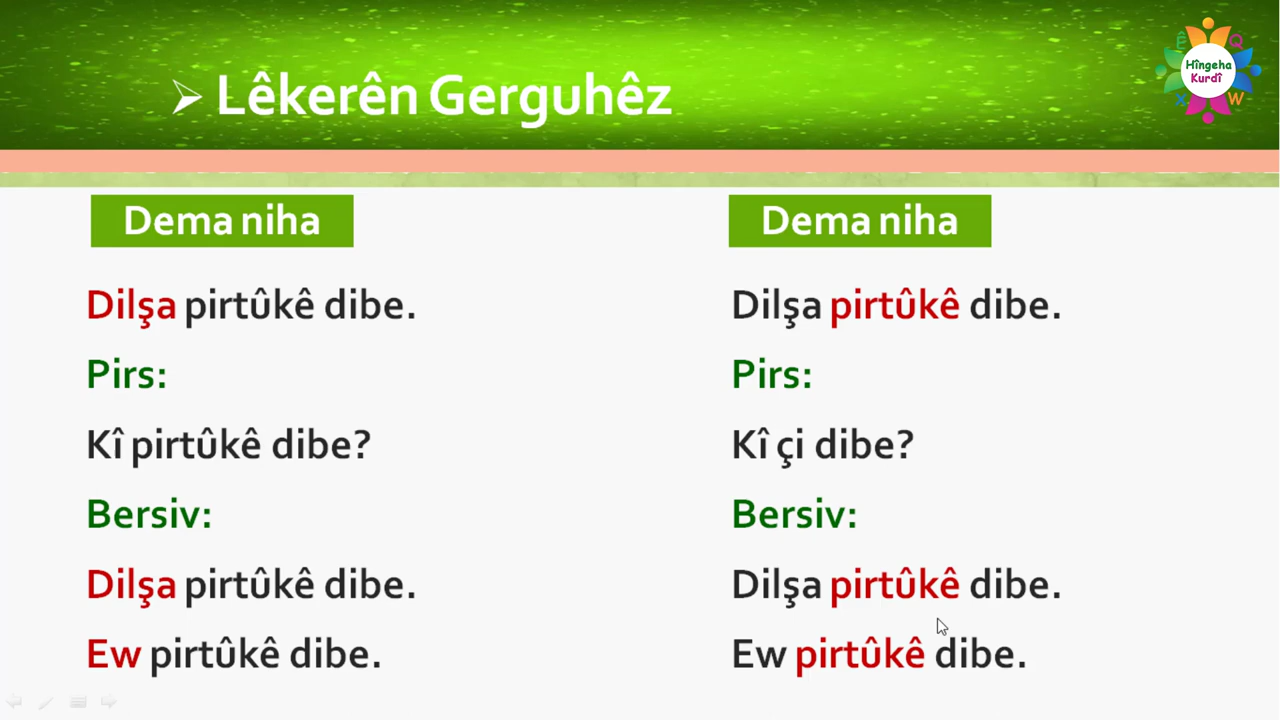 Lêkerên Gerguhêz
Ê Q
Hîngeha
Kurdî
X W
Dema niha
Dilşa pirtûkê dibe.
Pirs:
Kî pirtûkê dibe?
Bersiv:
Dilşa pirtûkê dibe.
Ew pirtûkê dibe.
Dema niha
Dilşa pirtûkê dibe.
Pirs:
Kî çi dibe?
Bersiv:
Dilşa pirtûkê dibe.
Ew pirtûkê dibe.